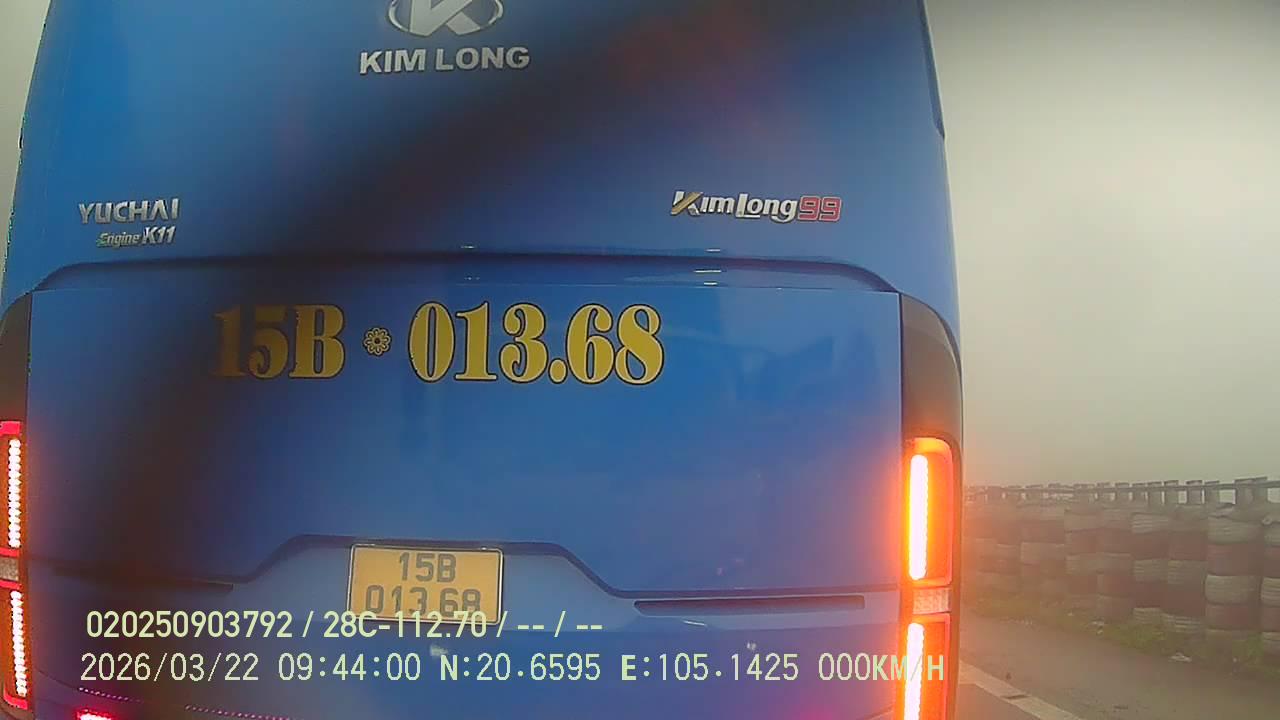 KIM LONG
YUCHAI
Engine K11
KimLong99
15B 013.68
15B
013.68
020250903792 / 28C-112.70 / -- / --
2026/03/22 09:44:00 N:20.6595 E:105.1425 000KM/H